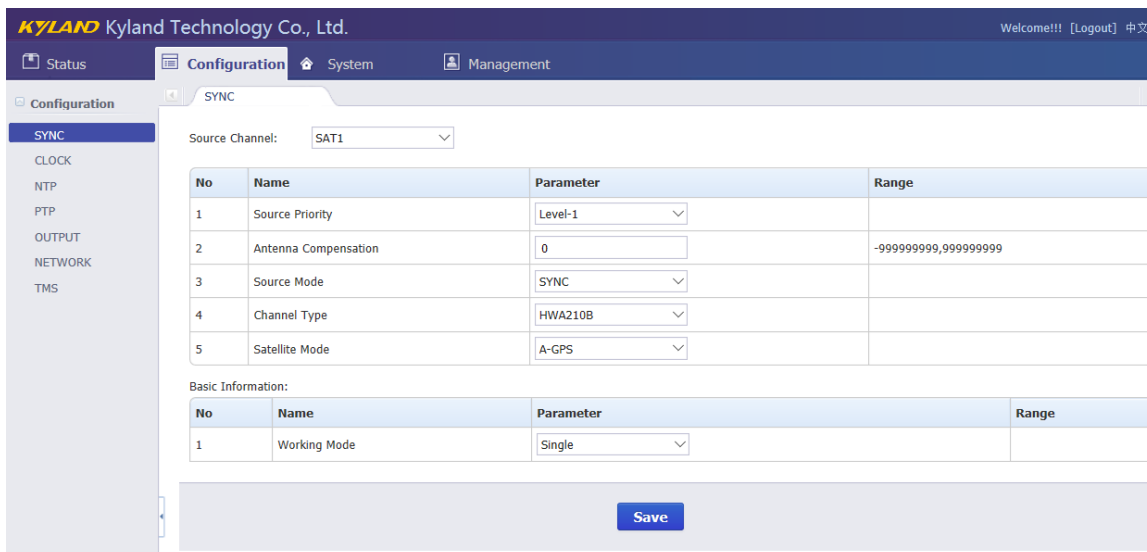 KYLAND Kyland Technology Co., Ltd.
Welcome!!! [Logout] 中文
Status Configuration System Management
Configuration
SYNC
CLOCK
NTP
PTP
OUTPUT
NETWORK
TMS
SYNC
Source Channel: SAT1
No Name Parameter Range
1 Source Priority Level-1
2 Antenna Compensation 0 -999999999,999999999
3 Source Mode SYNC
4 Channel Type HWA210B
5 Satellite Mode A-GPS
Basic Information:
No Name Parameter Range
1 Working Mode Single
Save